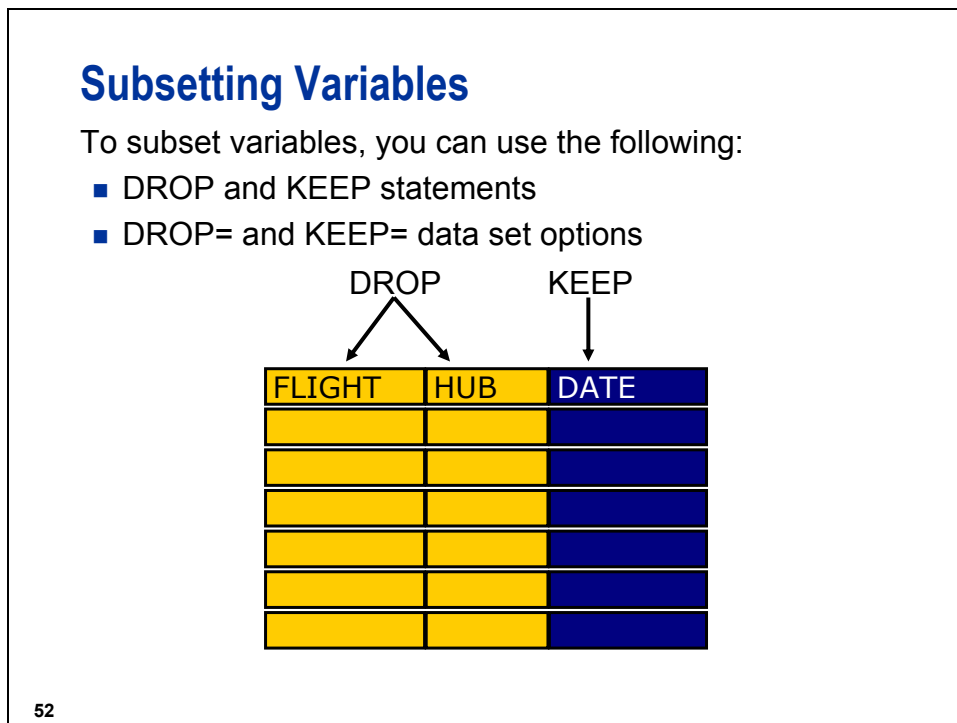 Subsetting Variables
To subset variables, you can use the following:
■ DROP and KEEP statements
■ DROP= and KEEP= data set options
DROP KEEP
FLIGHT HUB DATE
52